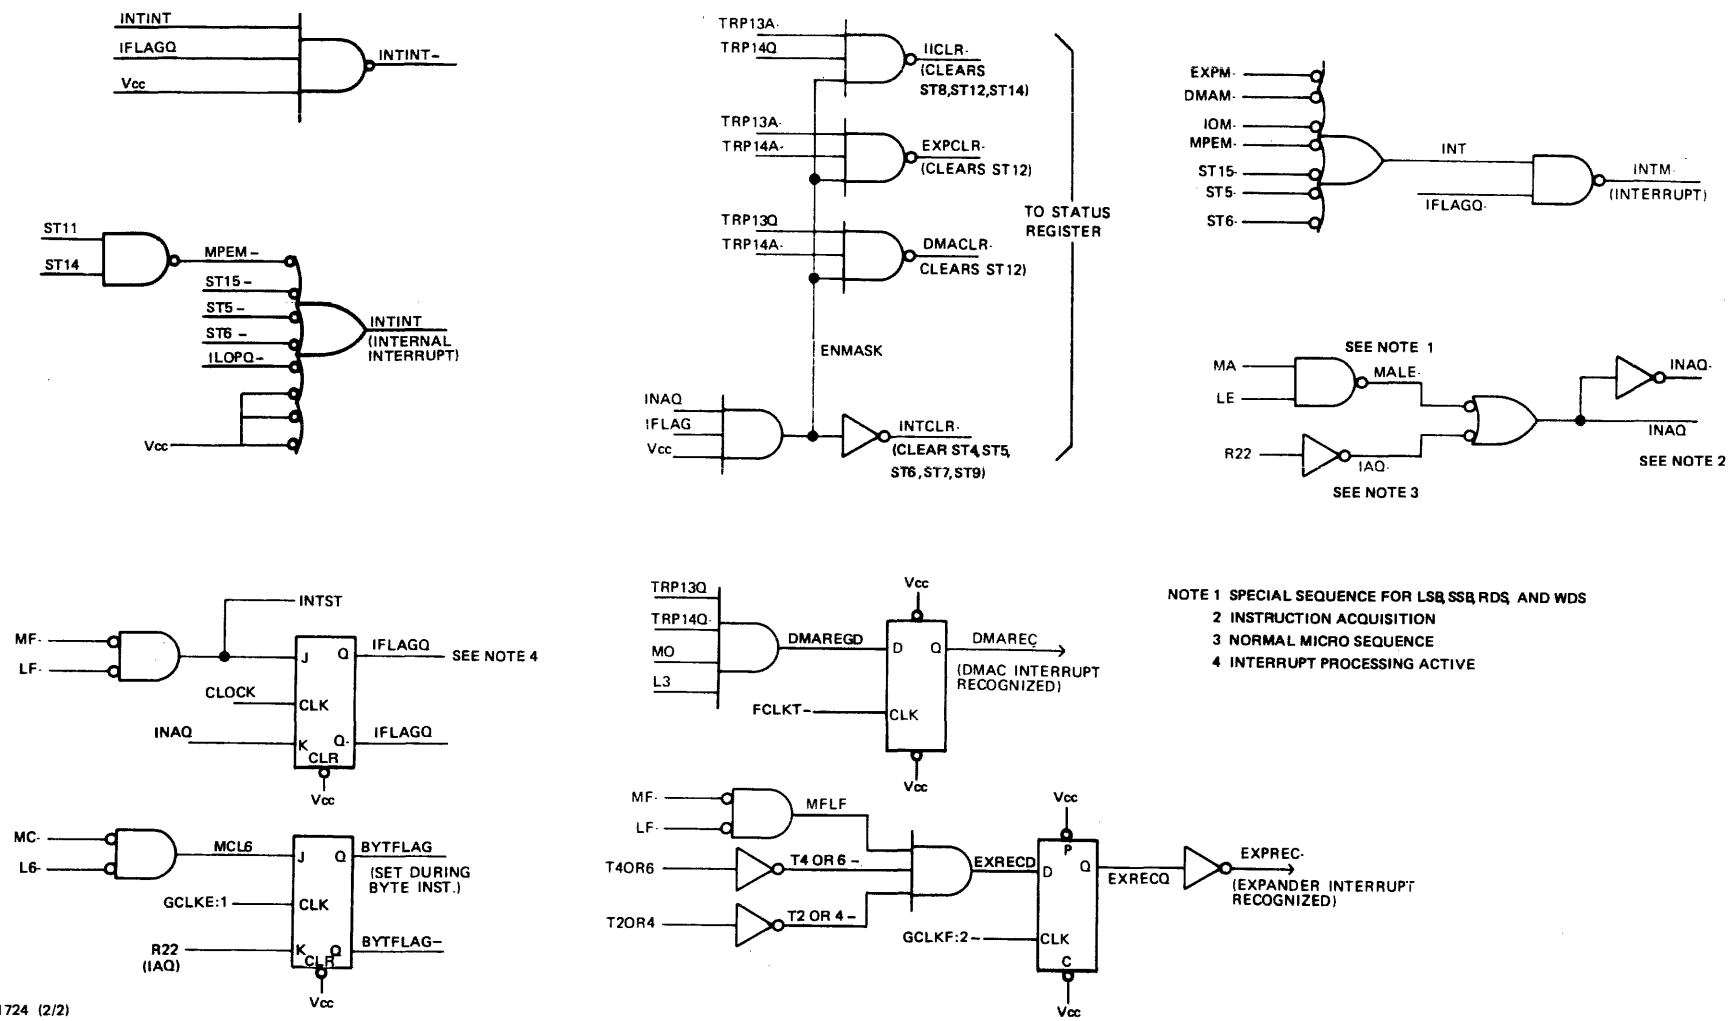 INTINT
IFLAGQ
Vcc
INTINT-
ST11
ST14
MPEM-
ST15-
ST5-
ST6-
ILOPQ-
Vcc
INTINT
(INTERNAL
INTERRUPT)
TRP13A-
TRP14Q
IICLR-
(CLEARS
ST8,ST12,ST14)
TRP13A-
TRP14A-
EXPCLR-
(CLEARS ST12)
TRP13Q
TRP14A-
DMACLR-
CLEARS ST12)
TO STATUS
REGISTER
ENMASK
INAQ
IFLAG
Vcc
INTCLR-
(CLEAR ST4,ST5,
ST6,ST7,ST9)
EXPM-
DMAM-
IOM-
MPEM-
ST15-
ST5-
ST6-
INT
IFLAGQ-
INTM-
(INTERRUPT)
SEE NOTE 1
MA
LE
MALE-
R22
IAQ-
SEE NOTE 3
INAQ-
INAQ
SEE NOTE 2
INTST
MF-
LF-
J
Q
IFLAGQ
SEE NOTE 4
CLOCK
CLK
INAQ
K
Q-
IFLAGQ
CLR
Vcc
MC-
L6-
MCL6
J
Q
BYTFLAG
(SET DURING
BYTE INST.)
GCLKE:1
CLK
R22
(IAQ)
K
Q
BYTFLAG-
CLR
Vcc
TRP13Q
TRP14Q-
MO
L3
DMAREGD
Vcc
D
Q
DMAREC
(DMAC INTERRUPT
RECOGNIZED)
FCLKT-
CLK
Vcc
MF-
LF-
MFLF
T4OR6
T4 OR 6 -
T2OR4
T2 OR 4 -
EXRECD
Vcc
P
D
Q
EXRECQ
EXPREC-
(EXPANDER INTERRUPT
RECOGNIZED)
GCLKF:2-
CLK
C
Vcc
NOTE 1 SPECIAL SEQUENCE FOR LSB, SSB, RDS, AND WDS
2 INSTRUCTION ACQUISITION
3 NORMAL MICRO SEQUENCE
4 INTERRUPT PROCESSING ACTIVE
1724 (2/2)